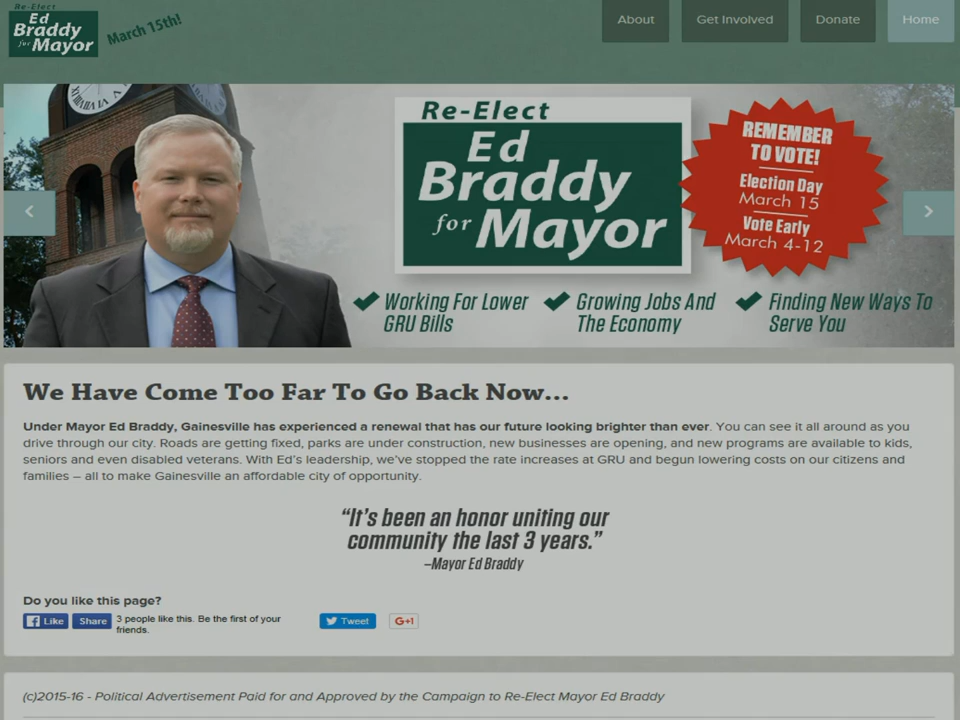 Re-Elect
Ed
Braddy
for Mayor
March 15th!
About
Get Involved
Donate
Home
Re-Elect
Ed
Braddy
for Mayor
REMEMBER
TO VOTE!
Election Day
March 15
Vote Early
March 4-12
Working For Lower
GRU Bills
Growing Jobs And
The Economy
Finding New Ways To
Serve You
We Have Come Too Far To Go Back Now...
Under Mayor Ed Braddy, Gainesville has experienced a renewal that has our future looking brighter than ever. You can see it all around as you
drive through our city. Roads are getting fixed, parks are under construction, new businesses are opening, and new programs are available to kids,
seniors and even disabled veterans. With Ed's leadership, we've stopped the rate increases at GRU and begun lowering costs on our citizens and
families – all to make Gainesville an affordable city of opportunity.
“It's been an honor uniting our
community the last 3 years.”
–Mayor Ed Braddy
Do you like this page?
Like
Share
3 people like this. Be the first of your
friends.
Tweet
G+1
(c)2015-16 - Political Advertisement Paid for and Approved by the Campaign to Re-Elect Mayor Ed Braddy